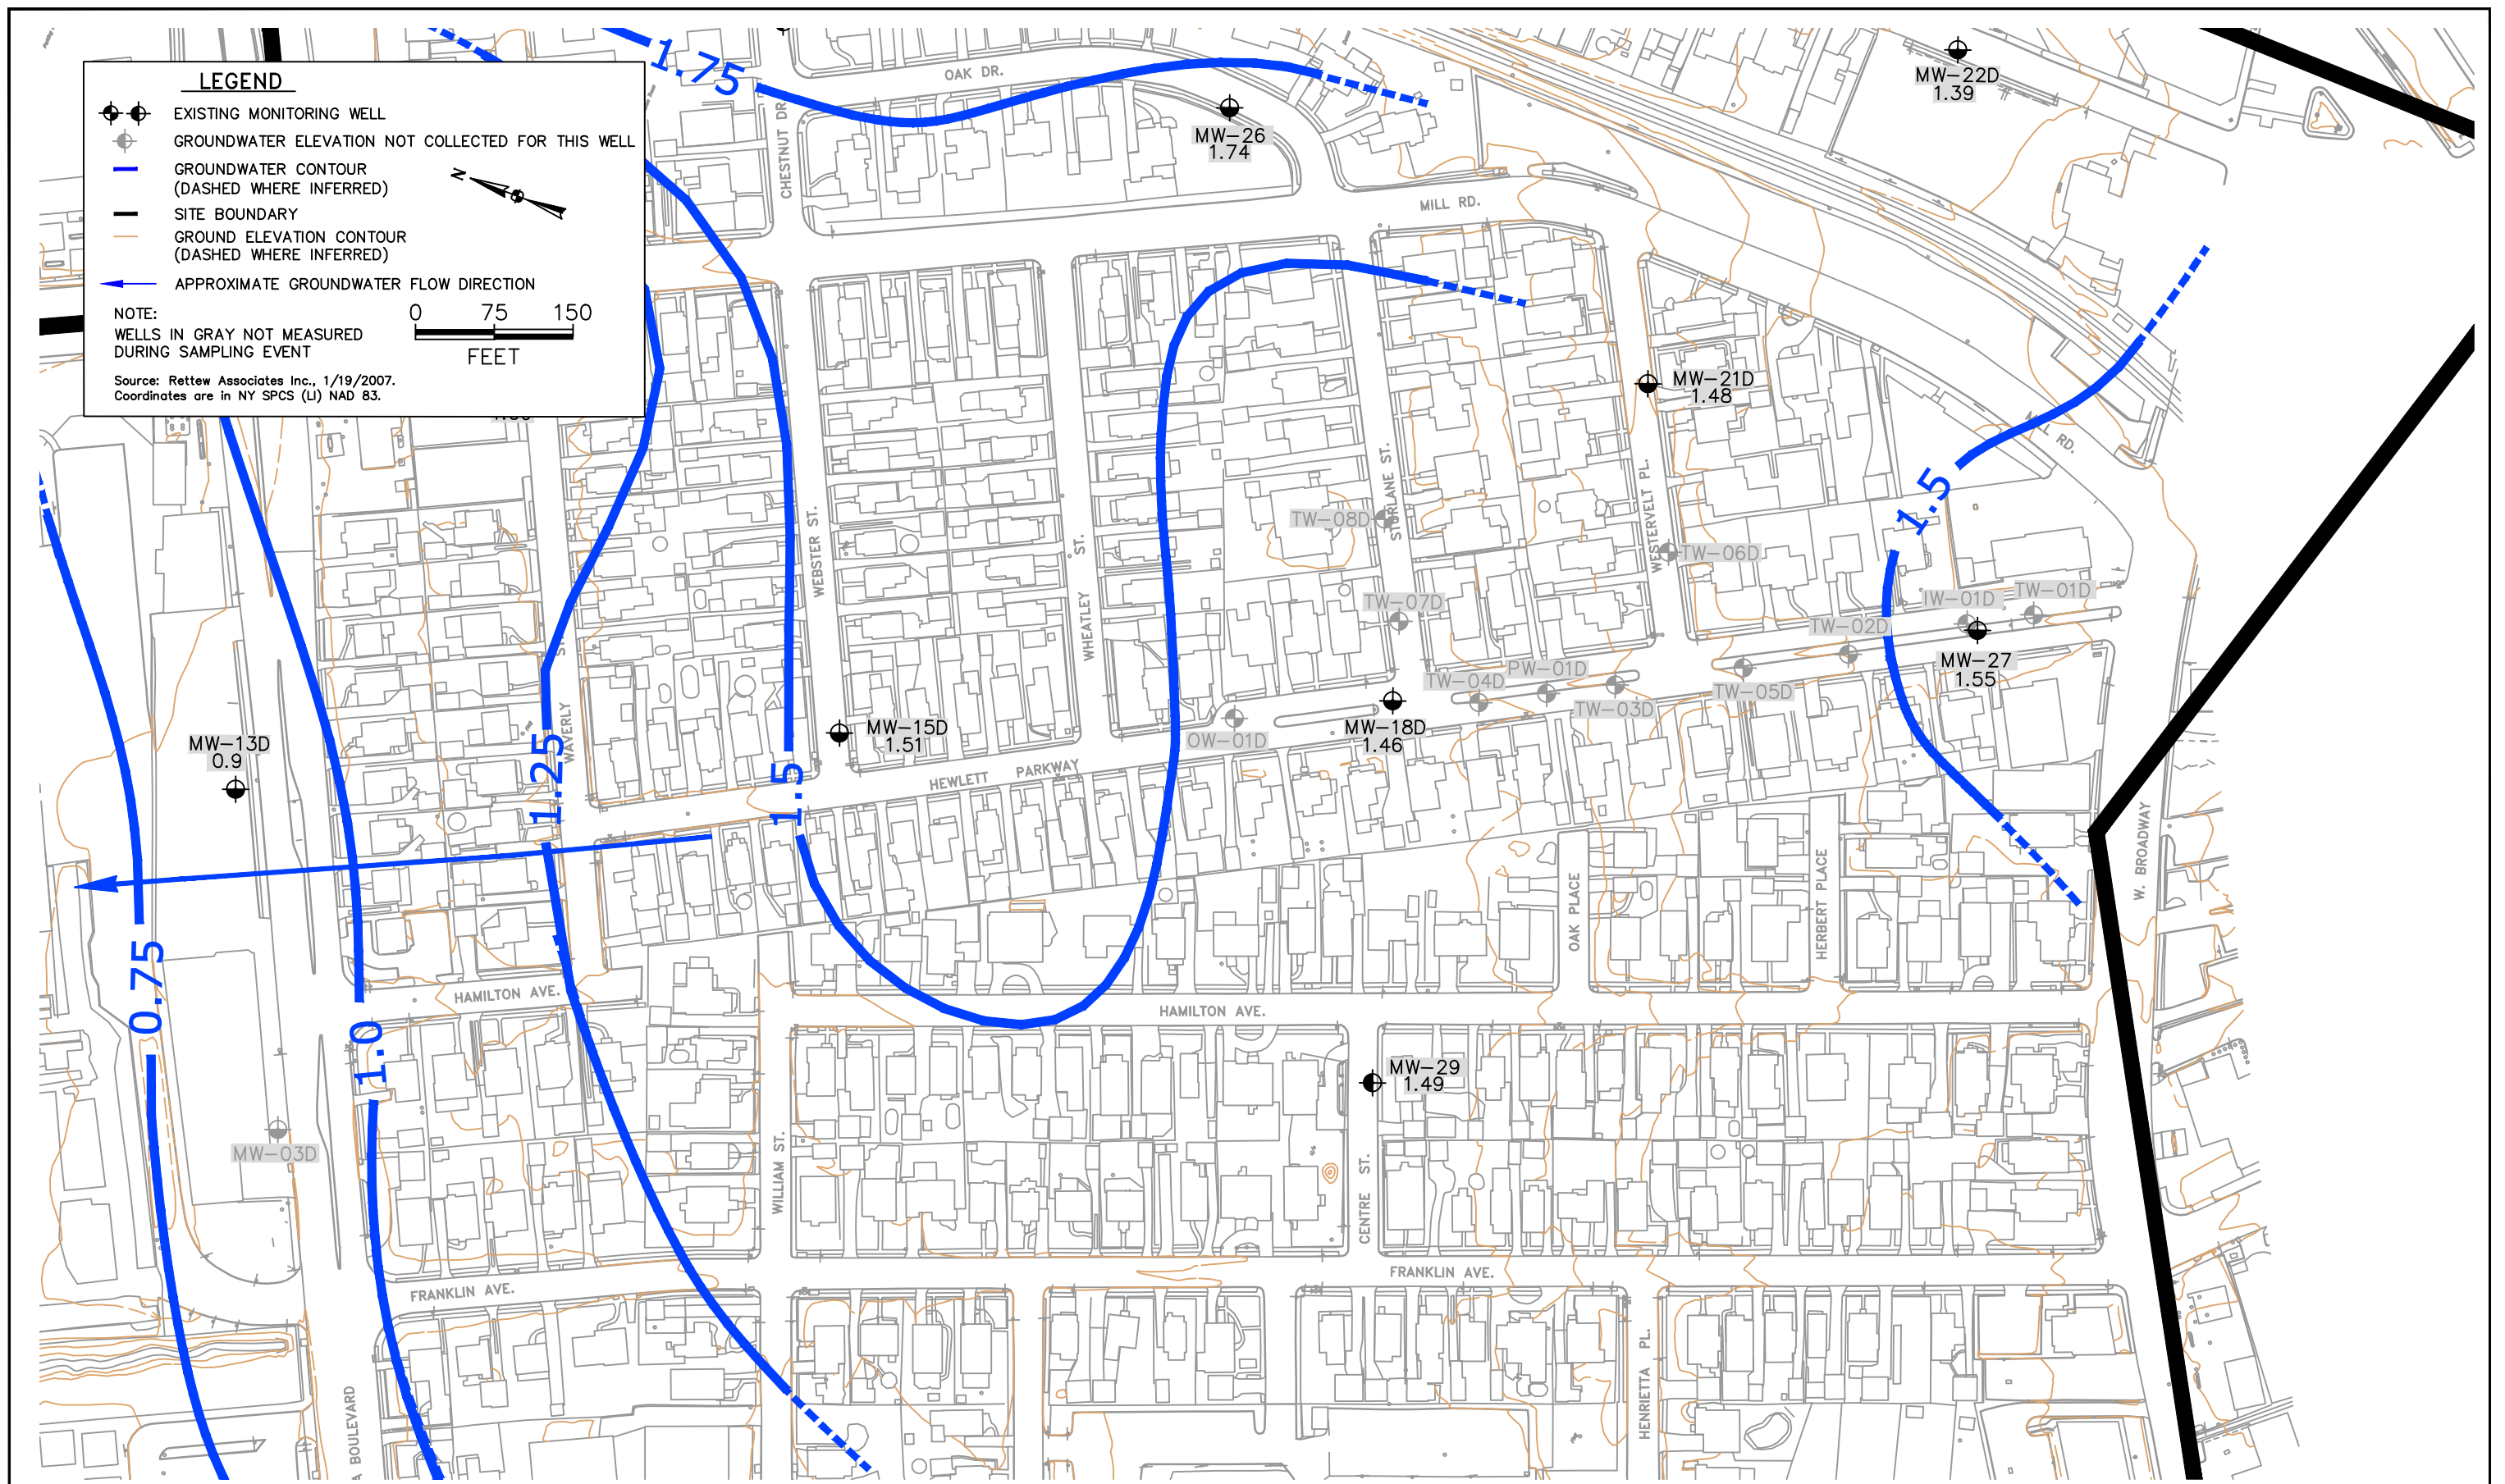 LEGEND
EXISTING MONITORING WELL
GROUNDWATER ELEVATION NOT COLLECTED FOR THIS WELL
GROUNDWATER CONTOUR
(DASHED WHERE INFERRED)
N
SITE BOUNDARY
GROUND ELEVATION CONTOUR
(DASHED WHERE INFERRED)
APPROXIMATE GROUNDWATER FLOW DIRECTION
NOTE:
WELLS IN GRAY NOT MEASURED
DURING SAMPLING EVENT
0 75 150
FEET
Source: Rettew Associates Inc., 1/19/2007.
Coordinates are in NY SPCS (LI) NAD 83.
1.75
OAK DR.
CHESTNUT DR.
MW-26
1.74
MW-22D
1.39
MILL RD.
MW-21D
1.48
MILL RD.
1.5
STURLANE ST.
WESTERVELT PL.
WEBSTER ST.
WHEATLEY ST.
TW-08D
TW-06D
TW-07D
IW-01D
TW-01D
TW-02D
MW-27
1.55
PW-01D
TW-04D
TW-03D
TW-05D
MW-18D
1.46
OW-01D
MW-15D
1.51
MW-13D
0.9
WAVERLY ST.
1.25
1.5
HEWLETT PARKWAY
W. BROADWAY
OAK PLACE
HERBERT PLACE
0.75
1.0
HAMILTON AVE.
HAMILTON AVE.
MW-29
1.49
MW-03D
WILLIAM ST.
CENTRE ST.
FRANKLIN AVE.
FRANKLIN AVE.
HENRIETTA PL.
A BOULEVARD